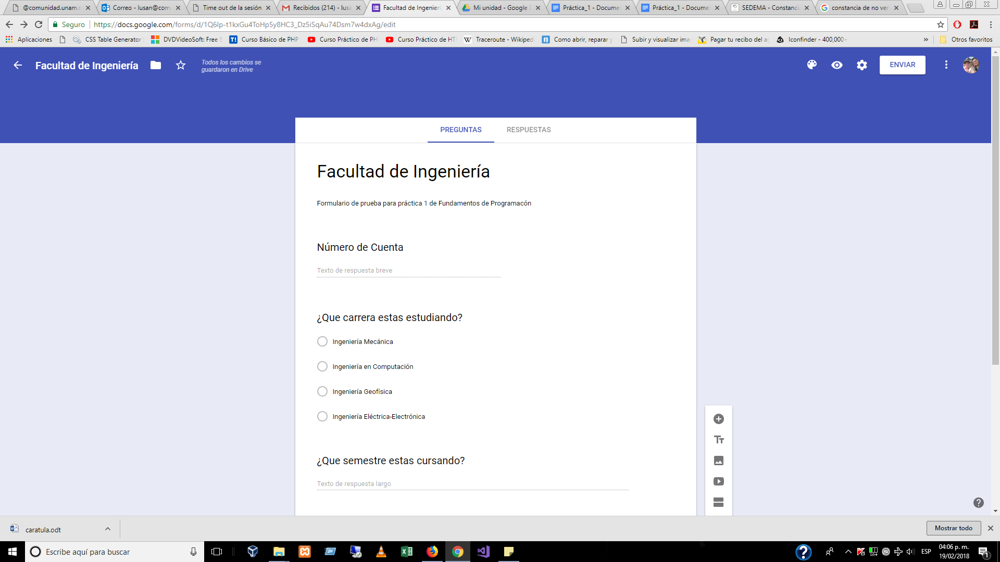 @comunidad.unam.n
Correo - lusan@com
Time out de la sesión
Recibidos (214) - lusa
Facultad de Ingenierí
Mi unidad - Google D
Práctica_1 - Docume
Práctica_1 - Docume
SEDEMA - Constanci
constancia de no ver
Seguro
https://docs.google.com/forms/d/1Q6Ip-t1kxGu4ToHp5y8HC3_Dz5iSqAu74Dsm7w4dxAg/edit
Aplicaciones
CSS Table Generator
DVDVideoSoft: Free S
Curso Básico de PHP
Curso Práctico de PH
Curso Práctico de HT
Traceroute - Wikiped
Como abrir, reparar y
Subir y visualizar ima
Pagar tu recibo del ag
Iconfinder - 400,000+
»
Otros favoritos
Facultad de Ingeniería
Todos los cambios se
guardaron en Drive
ENVIAR
PREGUNTAS
RESPUESTAS
Facultad de Ingeniería
Formulario de prueba para práctica 1 de Fundamentos de Programacón
Número de Cuenta
Texto de respuesta breve
¿Que carrera estas estudiando?
Ingeniería Mecánica
Ingeniería en Computación
Ingeniería Geofísica
Ingeniería Eléctrica-Electrónica
¿Que semestre estas cursando?
Texto de respuesta largo
caratula.odt
Mostrar todo
Escribe aquí para buscar
ESP
04:06 p. m.
19/02/2018
1